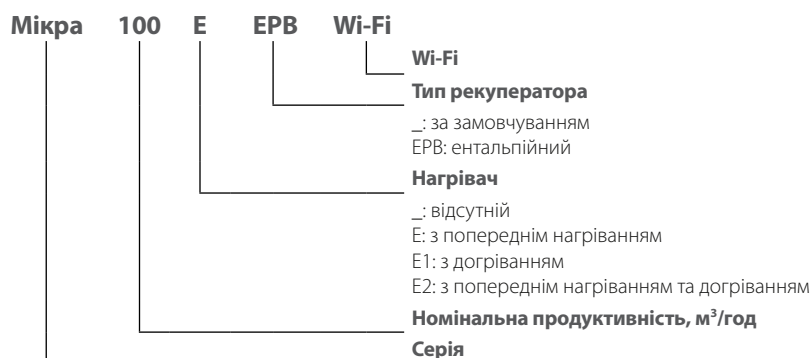 Мікра 100 Е ЕРВ Wi-Fi
Wi-Fi
Тип рекуператора
_: за замовчуванням
ЕРВ: ентальпійний
Нагрівач
_: відсутній
Е: з попереднім нагріванням
Е1: з догріванням
Е2: з попереднім нагріванням та догріванням
Номінальна продуктивність, м³/год
Серія